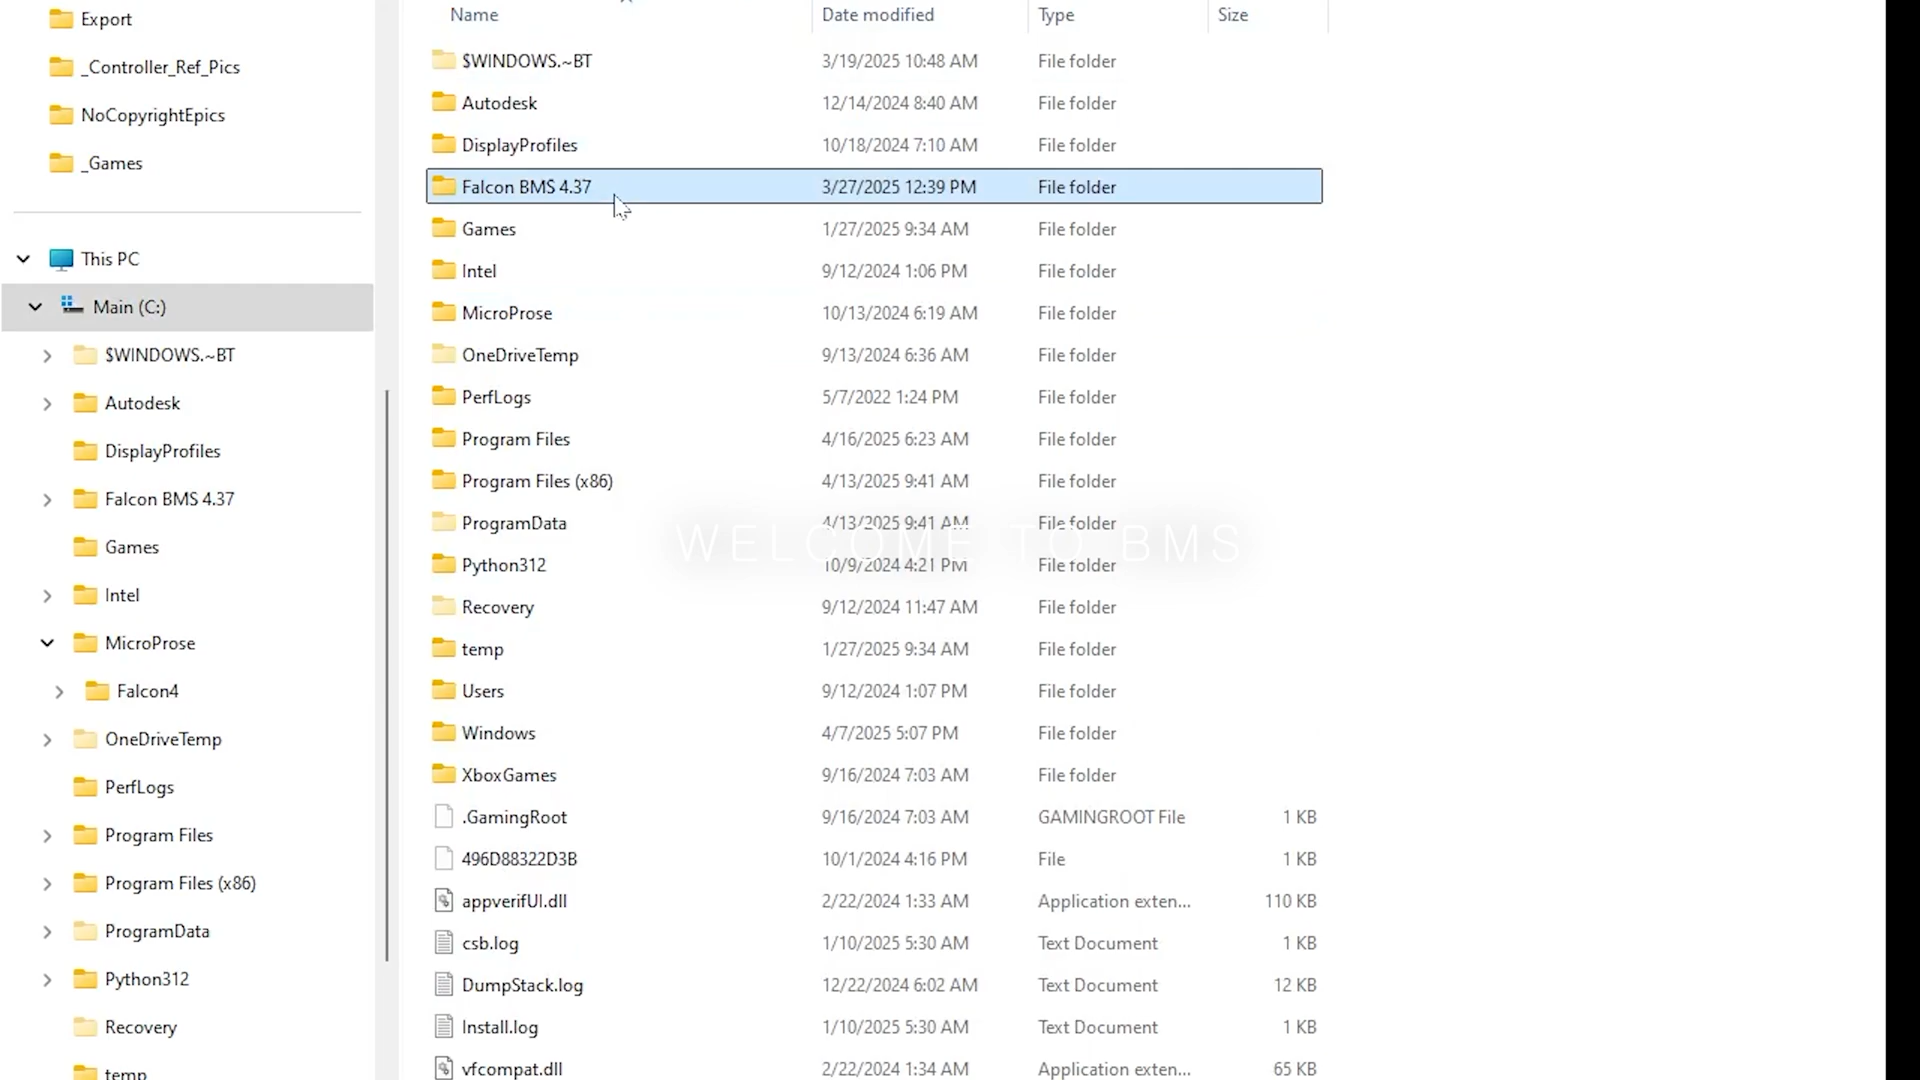 Export
_Controller_Ref_Pics
NoCopyrightEpics
_Games
This PC
Main (C:)
$WINDOWS.~BT
Autodesk
DisplayProfiles
Falcon BMS 4.37
Games
Intel
MicroProse
Falcon4
OneDriveTemp
PerfLogs
Program Files
Program Files (x86)
ProgramData
Python312
Recovery
temp
Name Date modified Type Size
$WINDOWS.~BT 3/19/2025 10:48 AM File folder
Autodesk 12/14/2024 8:40 AM File folder
DisplayProfiles 10/18/2024 7:10 AM File folder
Falcon BMS 4.37 3/27/2025 12:39 PM File folder
Games 1/27/2025 9:34 AM File folder
Intel 9/12/2024 1:06 PM File folder
MicroProse 10/13/2024 6:19 AM File folder
OneDriveTemp 9/13/2024 6:36 AM File folder
PerfLogs 5/7/2022 1:24 PM File folder
Program Files 4/16/2025 6:23 AM File folder
Program Files (x86) 4/13/2025 9:41 AM File folder
ProgramData 4/13/2025 9:41 AM File folder
WELCOME TO BMS
Python312 10/9/2024 4:21 PM File folder
Recovery 9/12/2024 11:47 AM File folder
temp 1/27/2025 9:34 AM File folder
Users 9/12/2024 1:07 PM File folder
Windows 4/7/2025 5:07 PM File folder
XboxGames 9/16/2024 7:03 AM File folder
.GamingRoot 9/16/2024 7:03 AM GAMINGROOT File 1 KB
496D88322D3B 10/1/2024 4:16 PM File 1 KB
appverifUI.dll 2/22/2024 1:33 AM Application exten... 110 KB
csb.log 1/10/2025 5:30 AM Text Document 1 KB
DumpStack.log 12/22/2024 6:02 AM Text Document 12 KB
Install.log 1/10/2025 5:30 AM Text Document 1 KB
vfcompat.dll 2/22/2024 1:34 AM Application exten... 65 KB